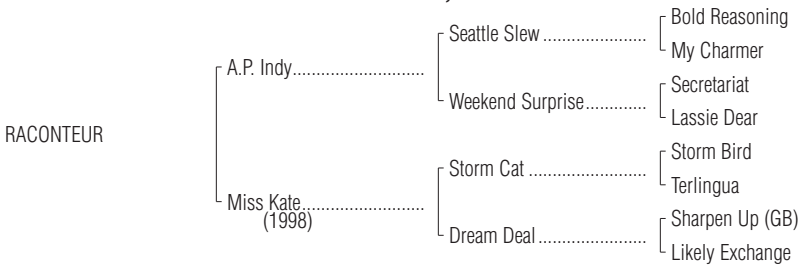 Bold Reasoning
Seattle Slew ......................
My Charmer
A.P. Indy............................
Secretariat
Weekend Surprise.............
Lassie Dear
RACONTEUR
Storm Bird
Storm Cat .........................
Terlingua
Miss Kate..........................
(1998)
Sharpen Up (GB)
Dream Deal.......................
Likely Exchange